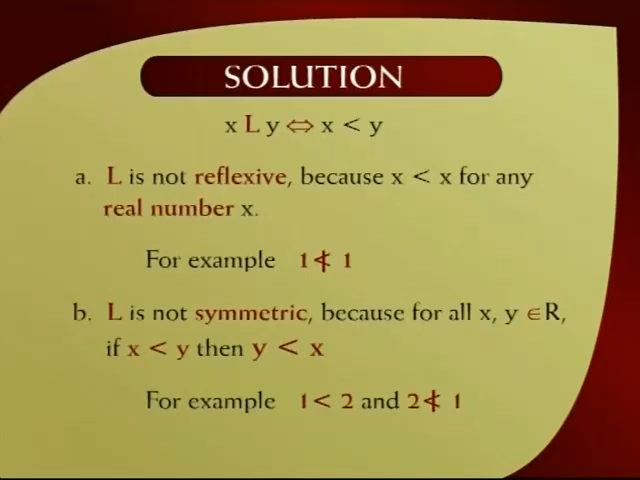 SOLUTION
x L y ⇔ x < y
a. L is not reflexive, because x < x for any
real number x.
For example 1 ≮ 1
b. L is not symmetric, because for all x, y ∈R,
if x < y then y < x
For example 1 < 2 and 2 ≮ 1